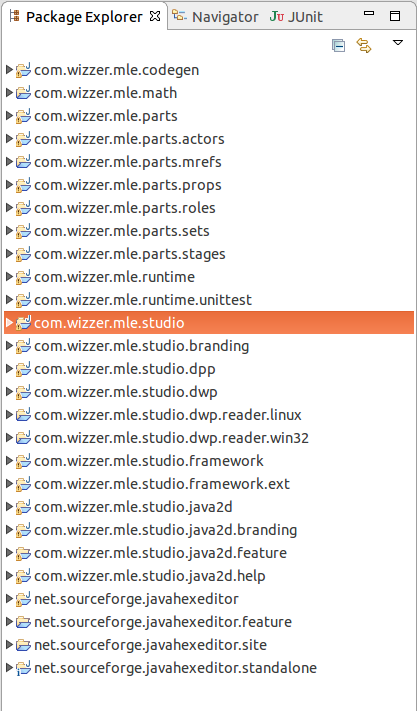 Package Explorer Navigator JUnit
com.wizzer.mle.codegen
com.wizzer.mle.math
com.wizzer.mle.parts
com.wizzer.mle.parts.actors
com.wizzer.mle.parts.mrefs
com.wizzer.mle.parts.props
com.wizzer.mle.parts.roles
com.wizzer.mle.parts.sets
com.wizzer.mle.parts.stages
com.wizzer.mle.runtime
com.wizzer.mle.runtime.unittest
com.wizzer.mle.studio
com.wizzer.mle.studio.branding
com.wizzer.mle.studio.dpp
com.wizzer.mle.studio.dwp
com.wizzer.mle.studio.dwp.reader.linux
com.wizzer.mle.studio.dwp.reader.win32
com.wizzer.mle.studio.framework
com.wizzer.mle.studio.framework.ext
com.wizzer.mle.studio.java2d
com.wizzer.mle.studio.java2d.branding
com.wizzer.mle.studio.java2d.feature
com.wizzer.mle.studio.java2d.help
net.sourceforge.javahexeditor
net.sourceforge.javahexeditor.feature
net.sourceforge.javahexeditor.site
net.sourceforge.javahexeditor.standalone